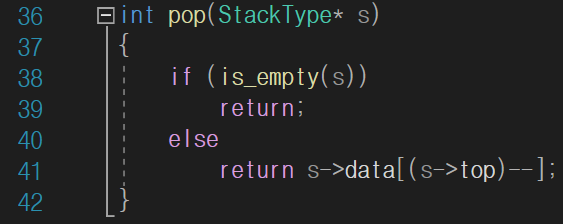 36 int pop(StackType* s)
37 {
38 if (is_empty(s))
39 return;
40 else
41 return s->data[(s->top)--];
42 }